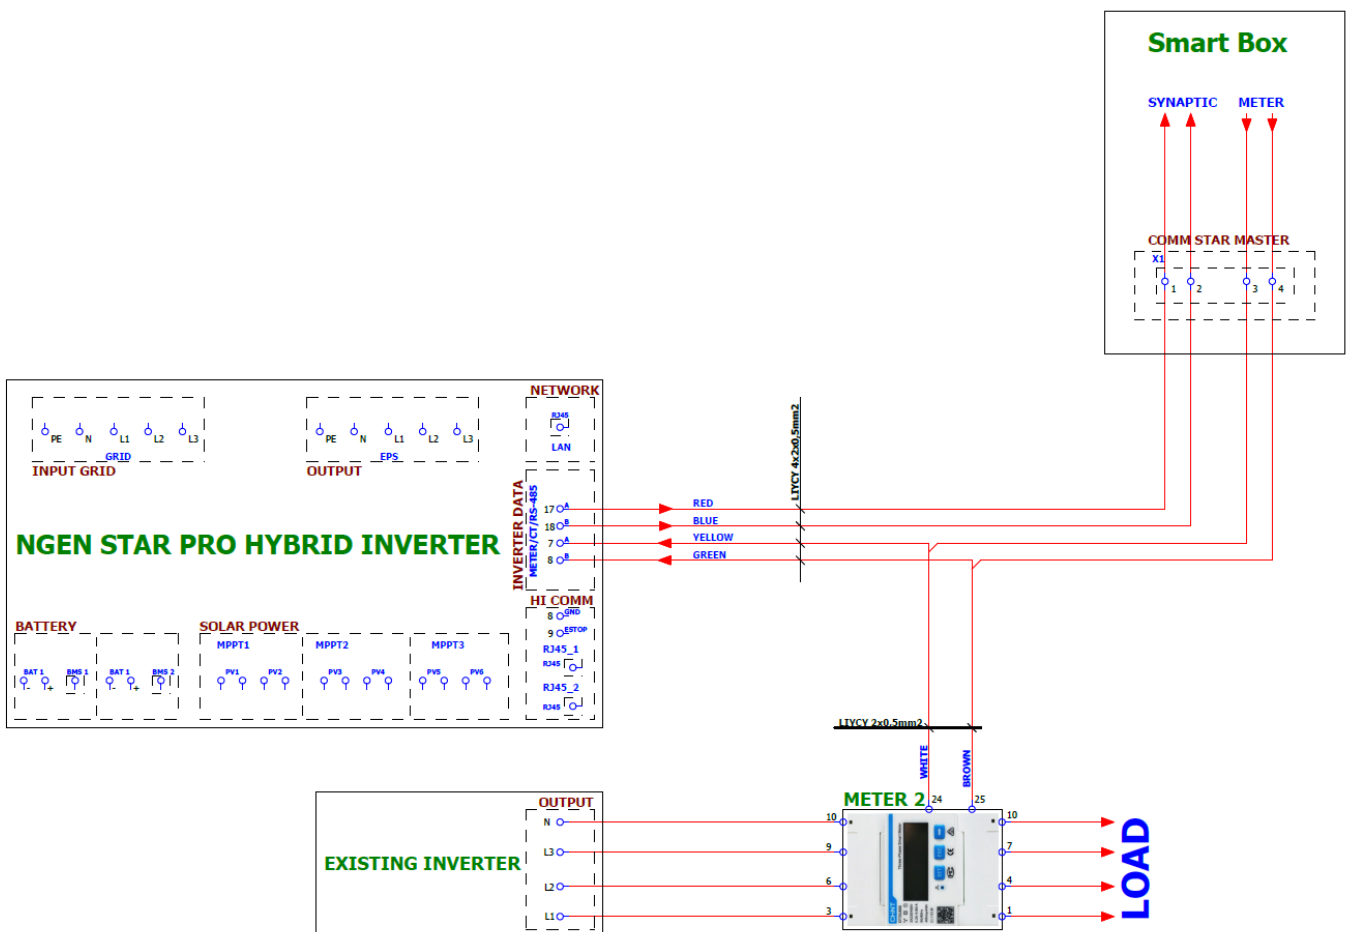 Smart Box
SYNAPTIC METER
COMM STAR MASTER
X1
1 2 3 4
NETWORK
RJ45
LAN
PE N L1 L2 L3
GRID
INPUT GRID
PE N L1 L2 L3
EPS
OUTPUT
INVERTER DATA
METER/CT/RS-485
17 A
18 B
7 A
8 B
RED
BLUE
YELLOW
GREEN
LIYCY 4x2x0,5mm2
NGEN STAR PRO HYBRID INVERTER
HI COMM
8 GND
9 ESTOP
RJ45_1
RJ45
RJ45_2
RJ45
BATTERY
BAT 1 BMS 1 BAT 1 BMS 2
- + - +
SOLAR POWER
MPPT1 MPPT2 MPPT3
PV1 PV2 PV3 PV4 PV5 PV6
LIYCY 2x0,5mm2
WHITE
BROWN
METER 2
24 25
OUTPUT
N
L3
L2
L1
EXISTING INVERTER
10
9
6
3
CHNT
10
7
4
1
LOAD